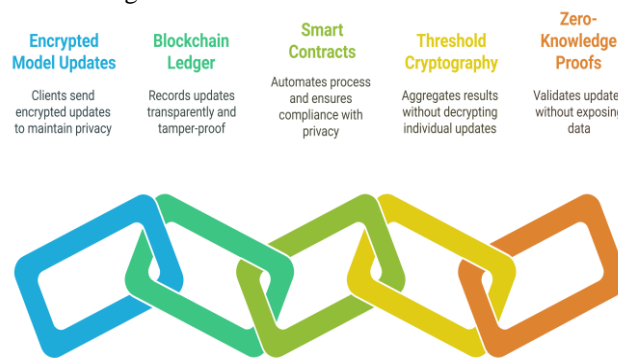 Encrypted
Model Updates
Clients send
encrypted updates
to maintain privacy
Blockchain
Ledger
Records updates
transparently and
tamper-proof
Smart
Contracts
Automates process
and ensures
compliance with
privacy
Threshold
Cryptography
Aggregates results
without decrypting
individual updates
Zero-
Knowledge
Proofs
Validates update
without exposing
data